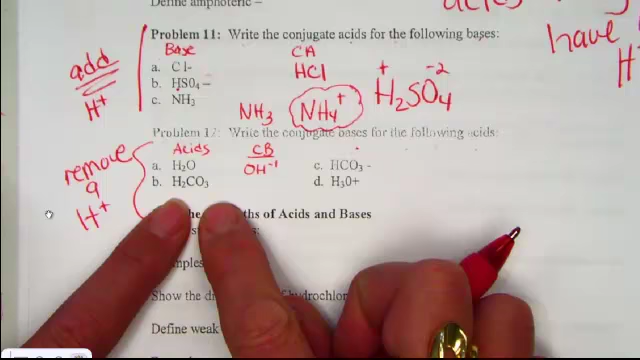 Define amphoteric –
acids
have
H+
Problem 11: Write the conjugate acids for the following bases:
Base CA
add H+
a. Cl- HCl
b. HSO4 – H2SO4
+ -2
c. NH3 NH3 NH4+
Problem 12: Write the conjugate bases for the following acids:
Acids CB
remove a H+
a. H2O OH-1 c. HCO3 -
b. H2CO3 d. H30+
of Acids and Bases
Show the
hydrochlor
Define weak